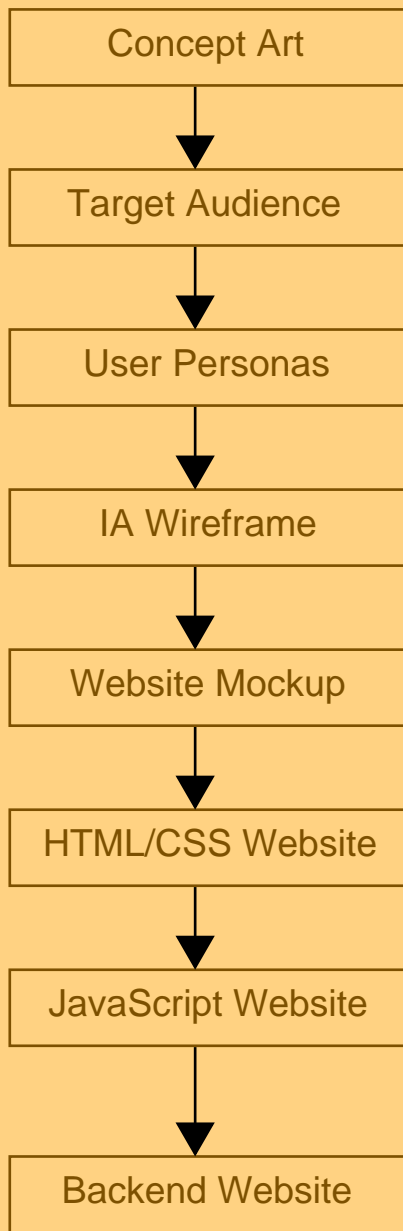 Concept Art
Target Audience
User Personas
IA Wireframe
Website Mockup
HTML/CSS Website
JavaScript Website
Backend Website